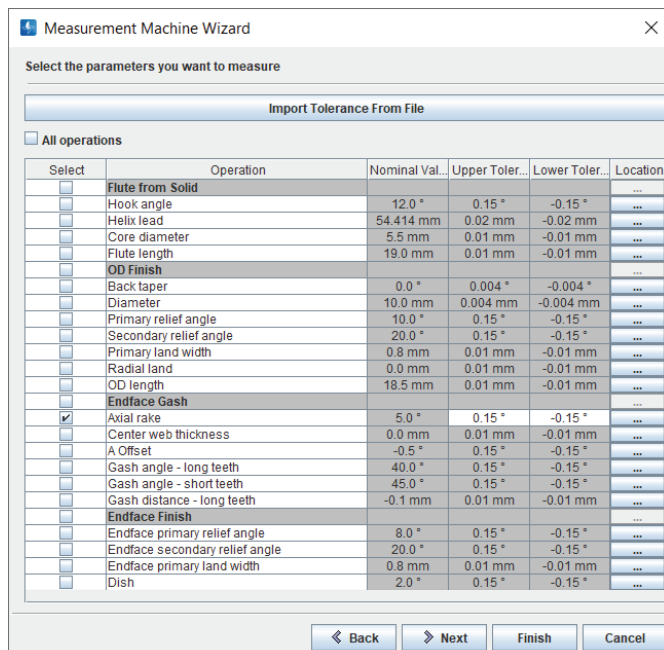 Measurement Machine Wizard
Select the parameters you want to measure
Import Tolerance From File
All operations
Select Operation Nominal Val... Upper Toler... Lower Toler... Location
Flute from Solid ...
Hook angle 12.0 ° 0.15 ° -0.15 ° ...
Helix lead 54.414 mm 0.02 mm -0.02 mm ...
Core diameter 5.5 mm 0.01 mm -0.01 mm ...
Flute length 19.0 mm 0.01 mm -0.01 mm ...
OD Finish ...
Back taper 0.0 ° 0.004 ° -0.004 ° ...
Diameter 10.0 mm 0.004 mm -0.004 mm ...
Primary relief angle 10.0 ° 0.15 ° -0.15 ° ...
Secondary relief angle 20.0 ° 0.15 ° -0.15 ° ...
Primary land width 0.8 mm 0.01 mm -0.01 mm ...
Radial land 0.0 mm 0.01 mm -0.01 mm ...
OD length 18.5 mm 0.01 mm -0.01 mm ...
Endface Gash ...
Axial rake 5.0 ° 0.15 ° -0.15 ° ...
Center web thickness 0.0 mm 0.01 mm -0.01 mm ...
A Offset -0.5 ° 0.15 ° -0.15 ° ...
Gash angle - long teeth 40.0 ° 0.15 ° -0.15 ° ...
Gash angle - short teeth 45.0 ° 0.15 ° -0.15 ° ...
Gash distance - long teeth -0.1 mm 0.01 mm -0.01 mm ...
Endface Finish ...
Endface primary relief angle 8.0 ° 0.15 ° -0.15 ° ...
Endface secondary relief angle 20.0 ° 0.15 ° -0.15 ° ...
Endface primary land width 0.8 mm 0.01 mm -0.01 mm ...
Dish 2.0 ° 0.15 ° -0.15 ° ...
Back Next Finish Cancel